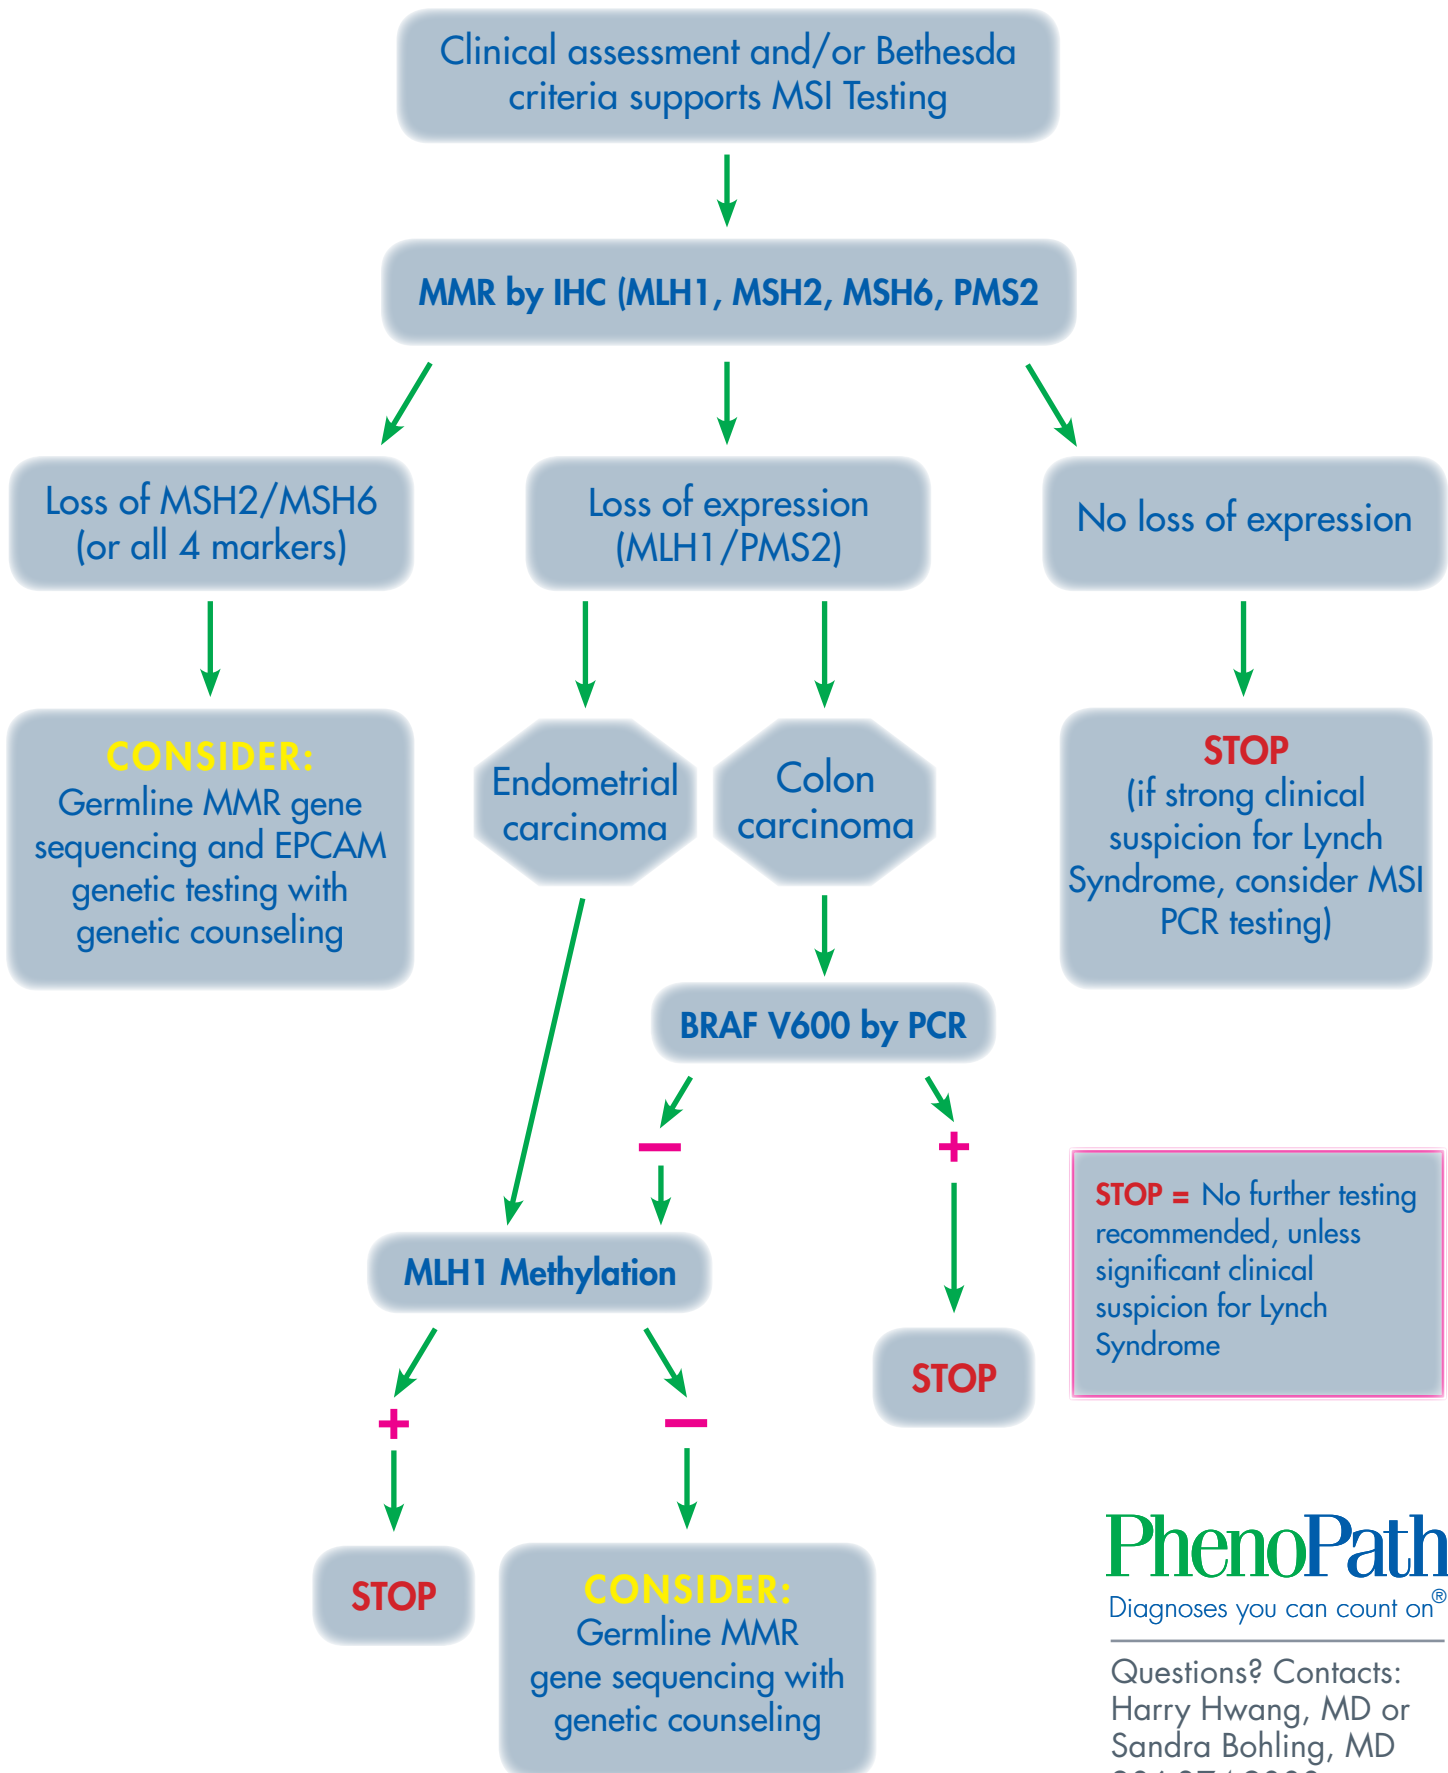 Clinical assessment and/or Bethesda
criteria supports MSI Testing
MMR by IHC (MLH1, MSH2, MSH6, PMS2
Loss of MSH2/MSH6
(or all 4 markers)
Loss of expression
(MLH1/PMS2)
No loss of expression
CONSIDER:
Germline MMR gene
sequencing and EPCAM
genetic testing with
genetic counseling
Endometrial
carcinoma
Colon
carcinoma
STOP
(if strong clinical
suspicion for Lynch
Syndrome, consider MSI
PCR testing)
BRAF V600 by PCR
−
+
STOP = No further testing
recommended, unless
significant clinical
suspicion for Lynch
Syndrome
MLH1 Methylation
STOP
+
−
STOP
CONSIDER:
Germline MMR
gene sequencing with
genetic counseling
PhenoPath
Diagnoses you can count on®
Questions? Contacts:
Harry Hwang, MD or
Sandra Bohling, MD